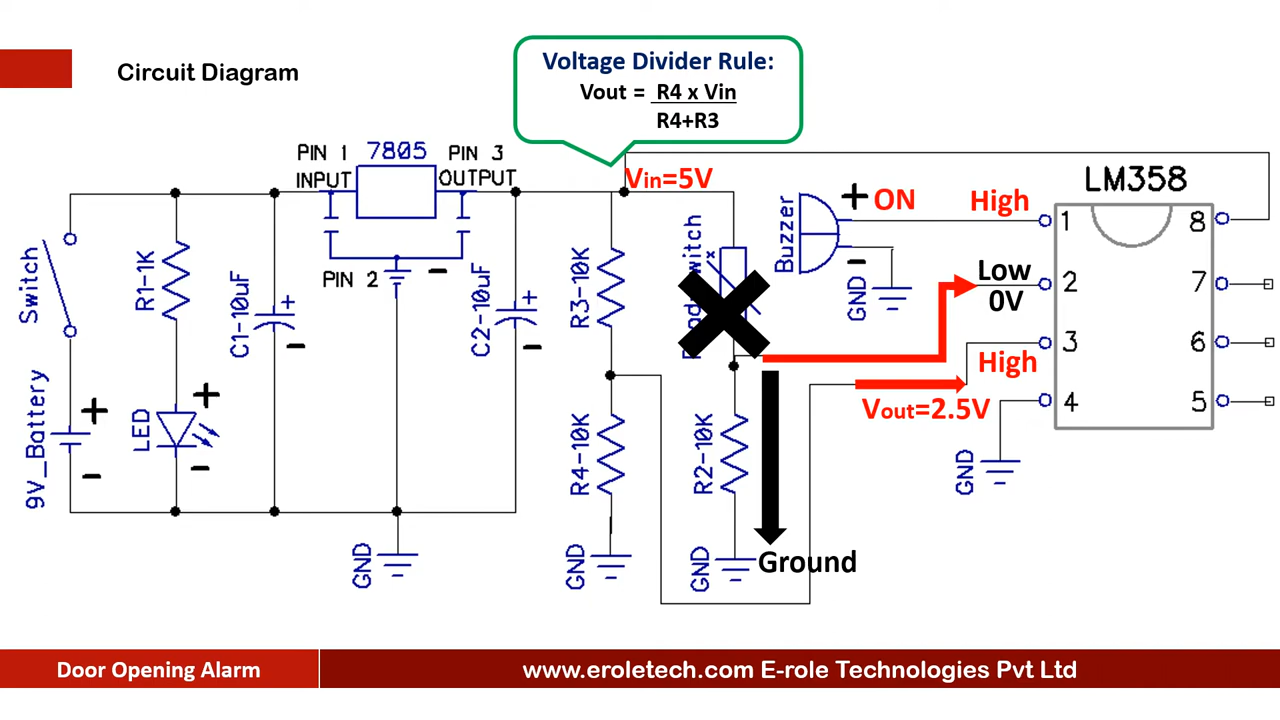 Circuit Diagram
Voltage Divider Rule:
Vout = R4 x Vin
R4+R3
PIN 1
INPUT
7805
PIN 3
OUTPUT
PIN 2
Vin=5V
Switch
9V_Battery
+
-
R1-1K
LED
+
-
C1-10uF
+
-
-
C2-10uF
+
-
R3-10K
R4-10K
R2-10K
Buzzer
+
ON
-
GND
High
Low
0V
High
Vout=2.5V
LM358
1
2
3
4
8
7
6
5
GND
GND
GND
GND
Ground
Door Opening Alarm
www.eroletech.com E-role Technologies Pvt Ltd